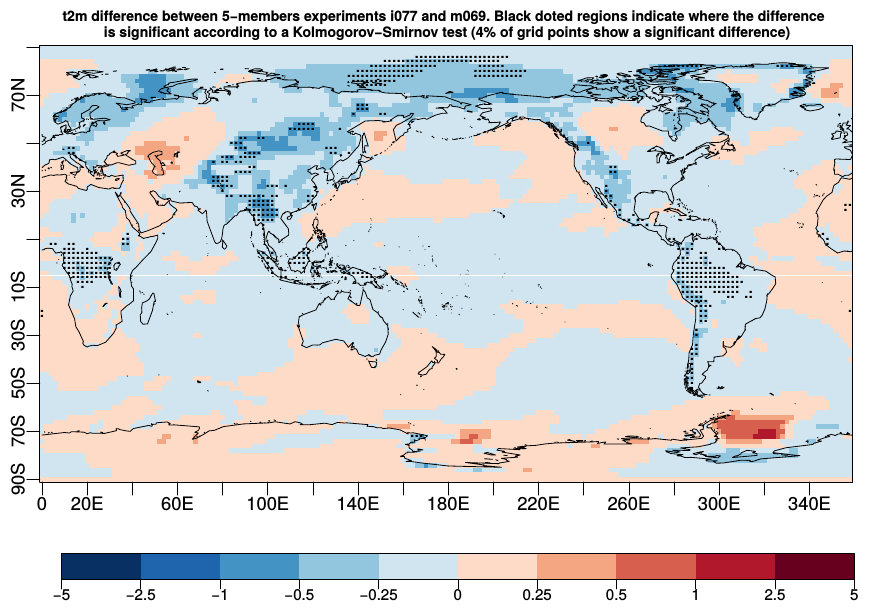 t2m difference between 5−members experiments i077 and m069. Black doted regions indicate where the difference
is significant according to a Kolmogorov−Smirnov test (4% of grid points show a significant difference)
70N
30N
10S
30S
50S
70S
90S
0 20E 60E 100E 140E 180E 220E 260E 300E 340E
−5 −2.5 −1 −0.5 −0.25 0 0.25 0.5 1 2.5 5